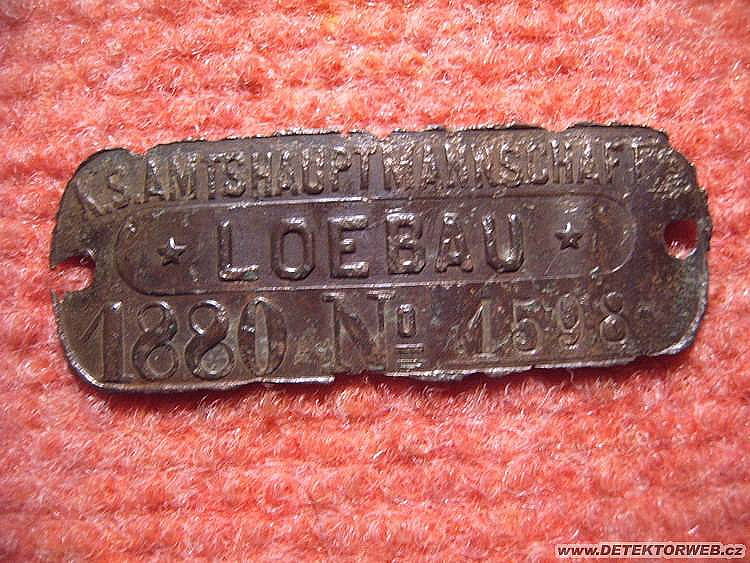 K.S. AMTSHAUPTMANNSCHAFT
★ LOEBAU ★
1880 No 1598
www.DETEKTORWEB.cz